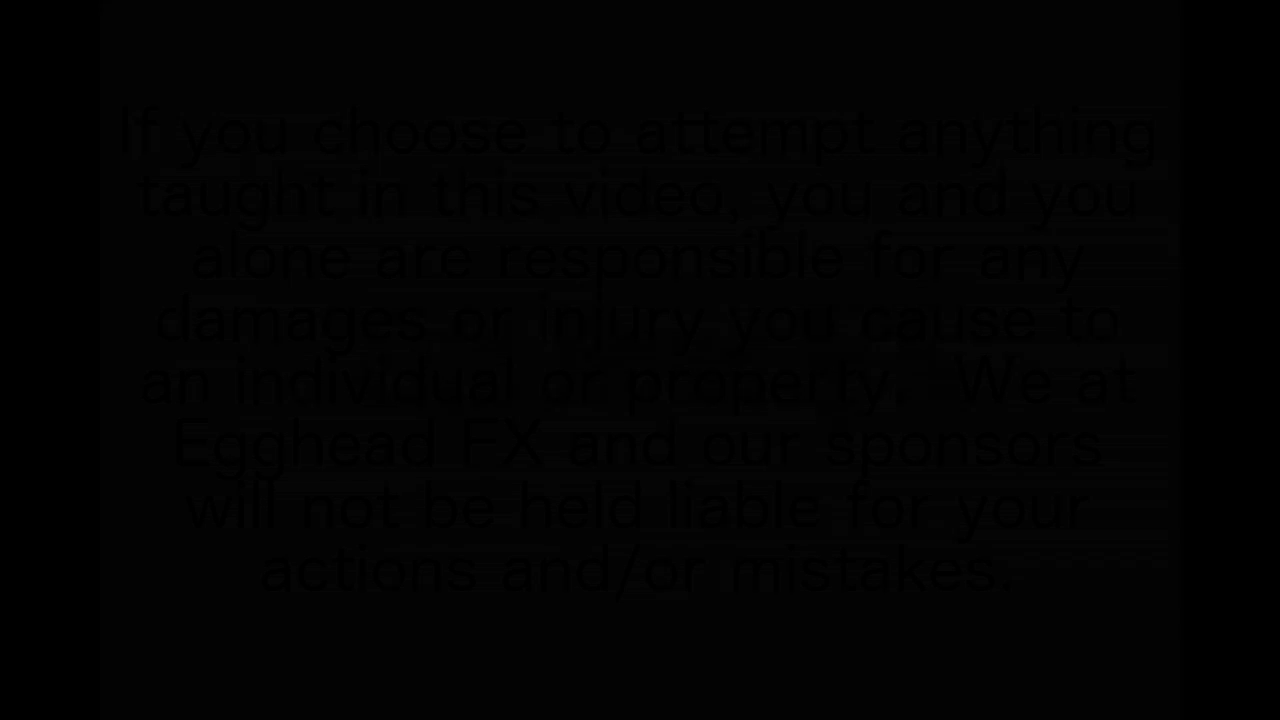 If you choose to attempt anything
taught in this video, you and you
alone are responsible for any
damages or injury you cause to
an individual or property.  We at
Egghead FX and our sponsors
will not be held liable for your
actions and/or mistakes.